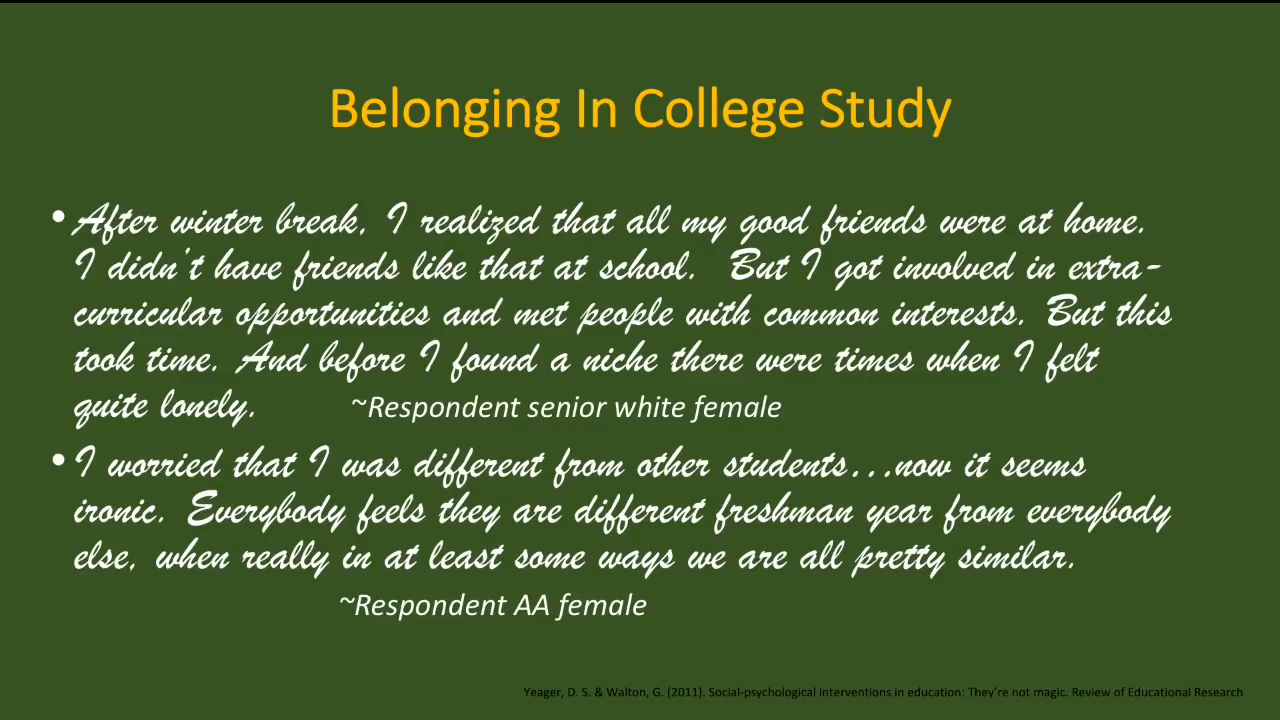 Belonging In College Study
• After winter break, I realized that all my good friends were at home.
I didn't have friends like that at school. But I got involved in extra-
curricular opportunities and met people with common interests. But this
took time. And before I found a niche there were times when I felt
quite lonely. ~Respondent senior white female
• I worried that I was different from other students...now it seems
ironic. Everybody feels they are different freshman year from everybody
else, when really in at least some ways we are all pretty similar.
~Respondent AA female
Yeager, D. S. & Walton, G. (2011). Social-psychological interventions in education: They're not magic. Review of Educational Research